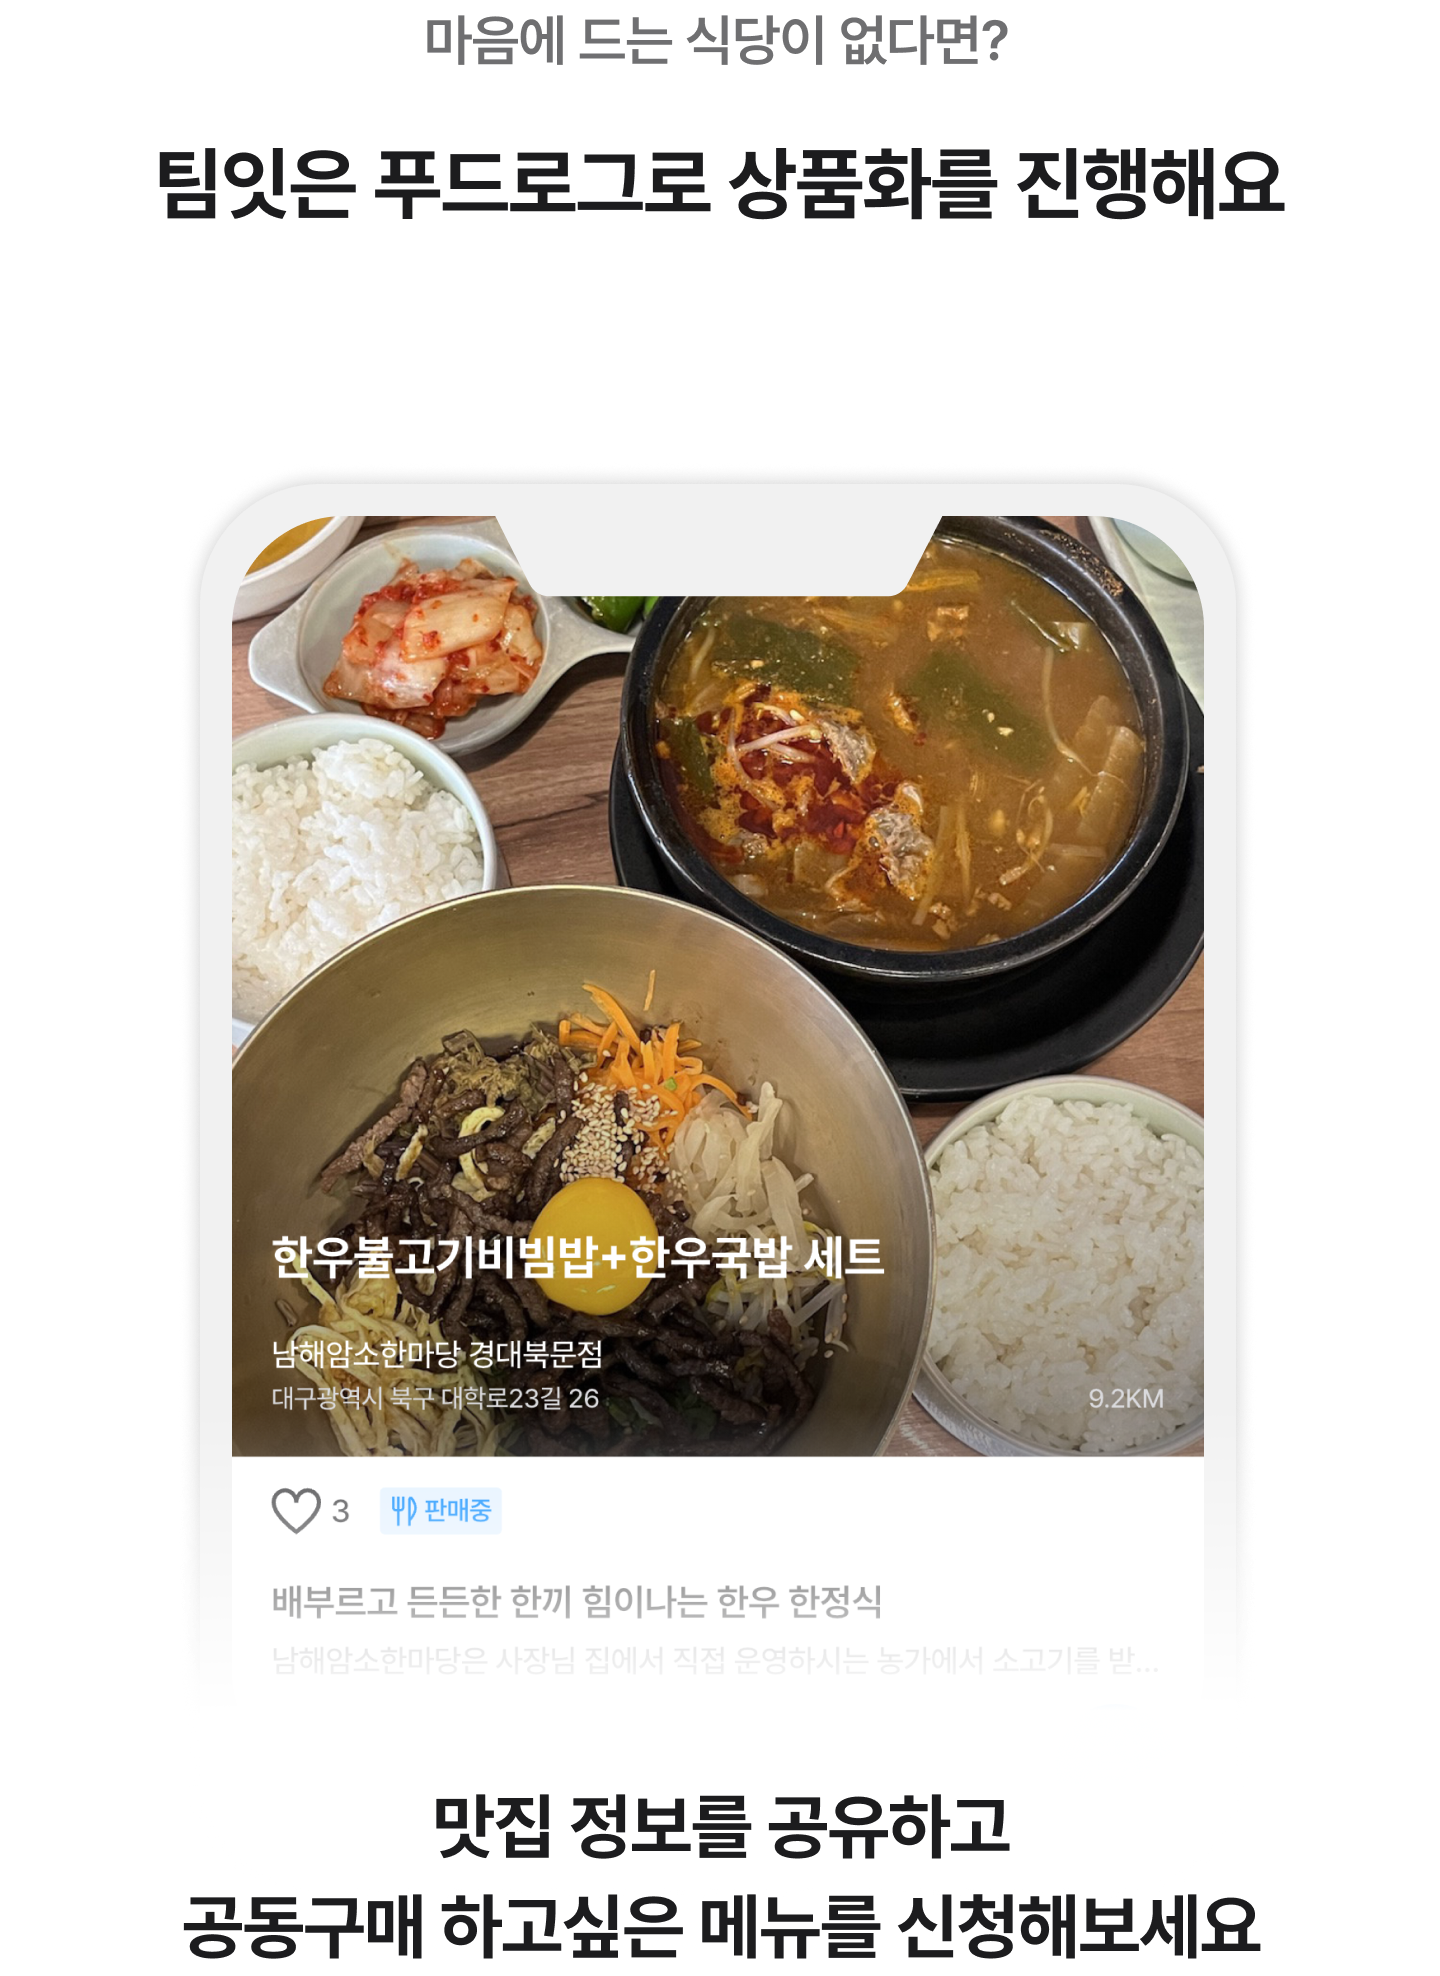 마음에 드는 식당이 없다면?
팀잇은 푸드로그로 상품화를 진행해요
한우불고기비빔밥+한우국밥 세트
남해암소한마당 경대북문점
대구광역시 북구 대학로23길 26
9.2KM
3
판매중
배부르고 든든한 한끼 힘이나는 한우 한정식
남해암소한마당은 사장님 집에서 직접 운영하시는 농가에서 소고기를 받...
맛집 정보를 공유하고
공동구매 하고싶은 메뉴를 신청해보세요